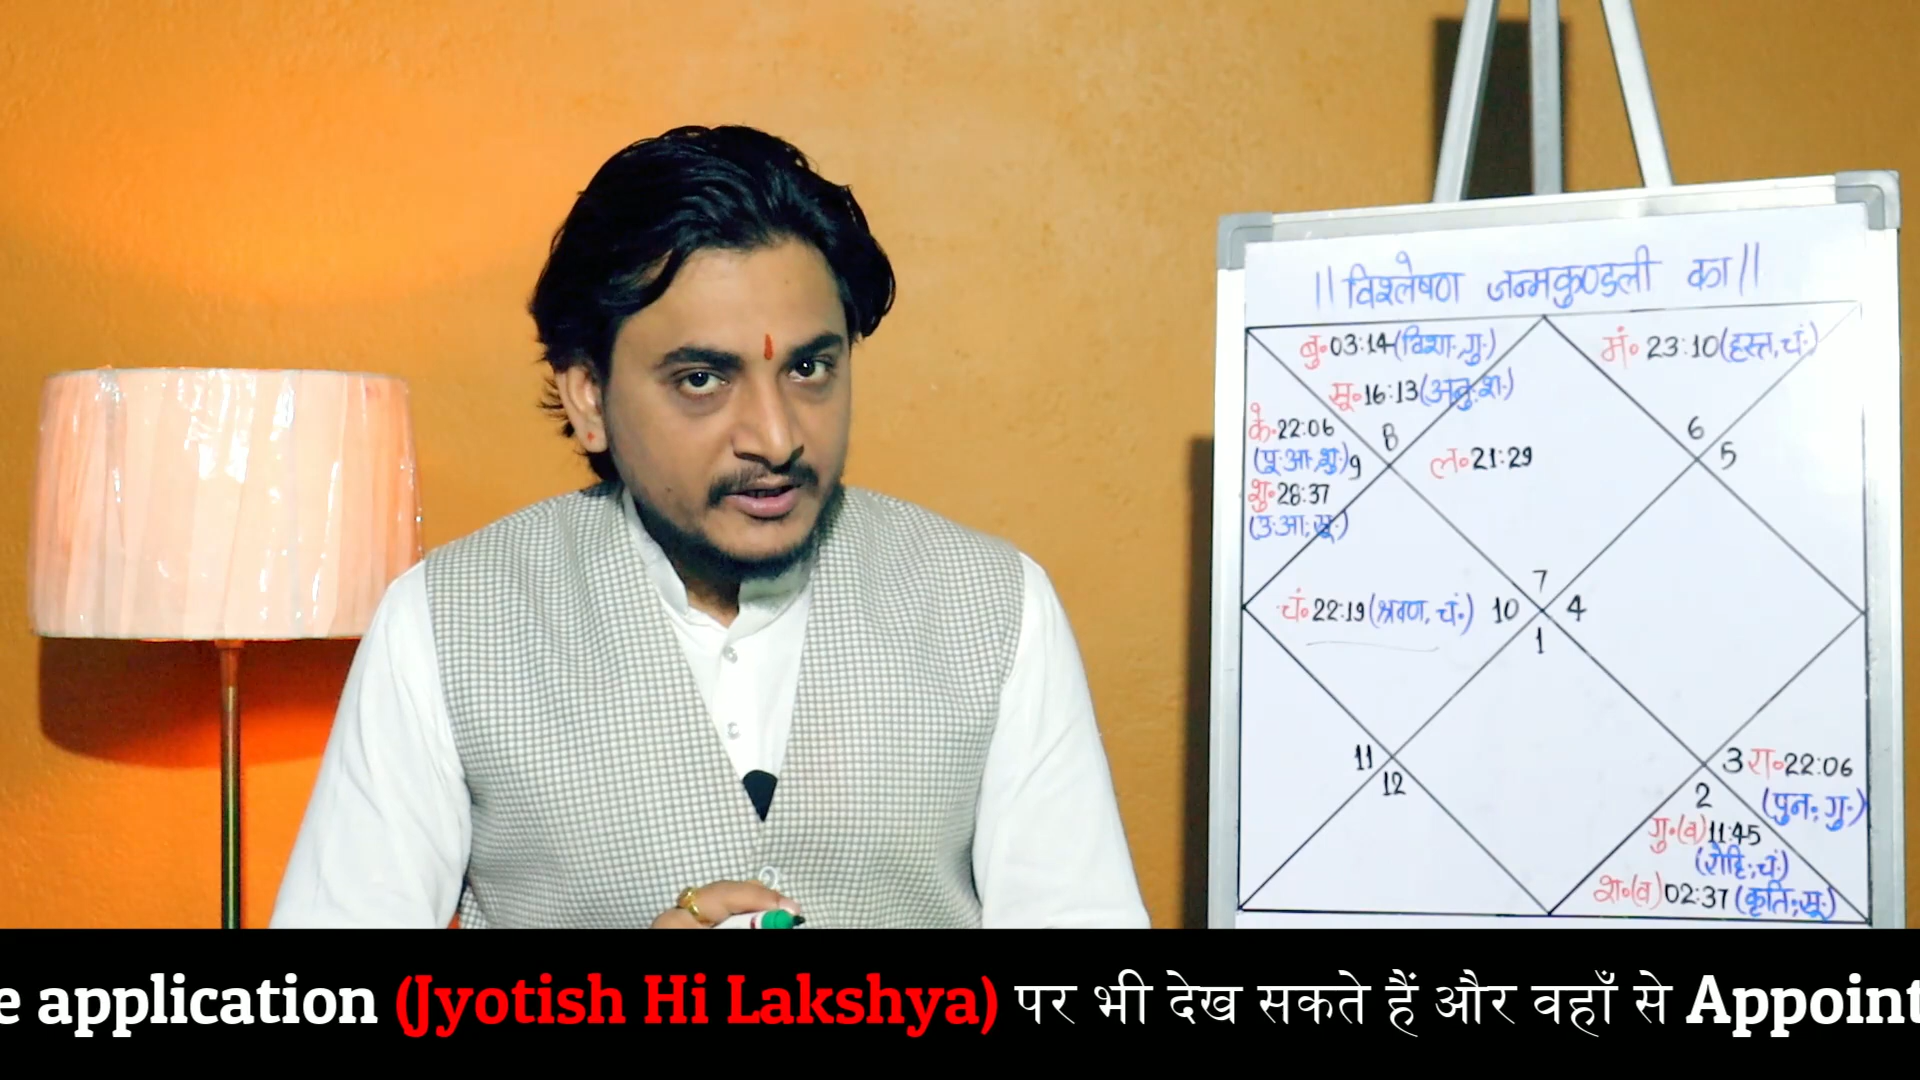 ||विश्लेषण जन्मकुण्डली का||
बु॰03:14(विशा॰,गु॰)
मं॰ 23:10(हस्त,चं॰)
सू॰16:13(अनु॰श॰)
के॰22:06
(पू॰आ॰शु॰)9
8
ल॰21:29
6
5
शु॰28:37
(उ॰आ॰,सू॰)
7
चं॰22:19(श्रवण,चं॰)
10
4
1
11
12
3रा॰22:06
(पुन॰,गु॰)
2
गु॰(व)11:45
(रोहि॰,चं॰)
श॰(व)02:37(कृति॰,सू॰)
e application (Jyotish Hi Lakshya) पर भी देख सकते हैं और वहाँ से Appoint